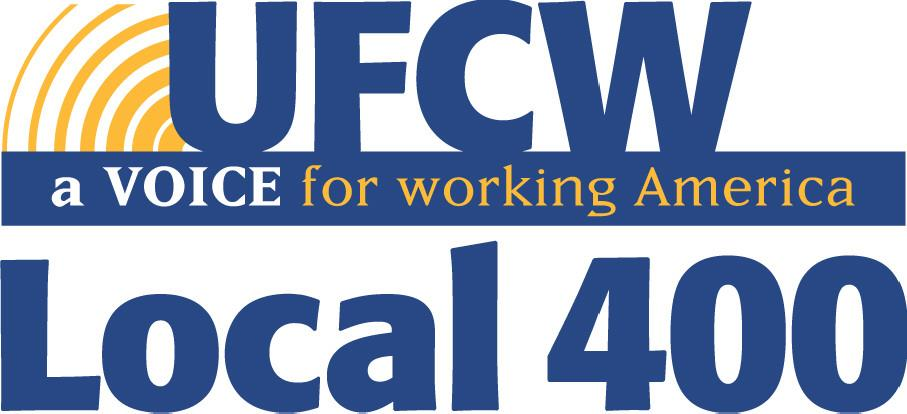 UFCW
a VOICE for working America
Local 400